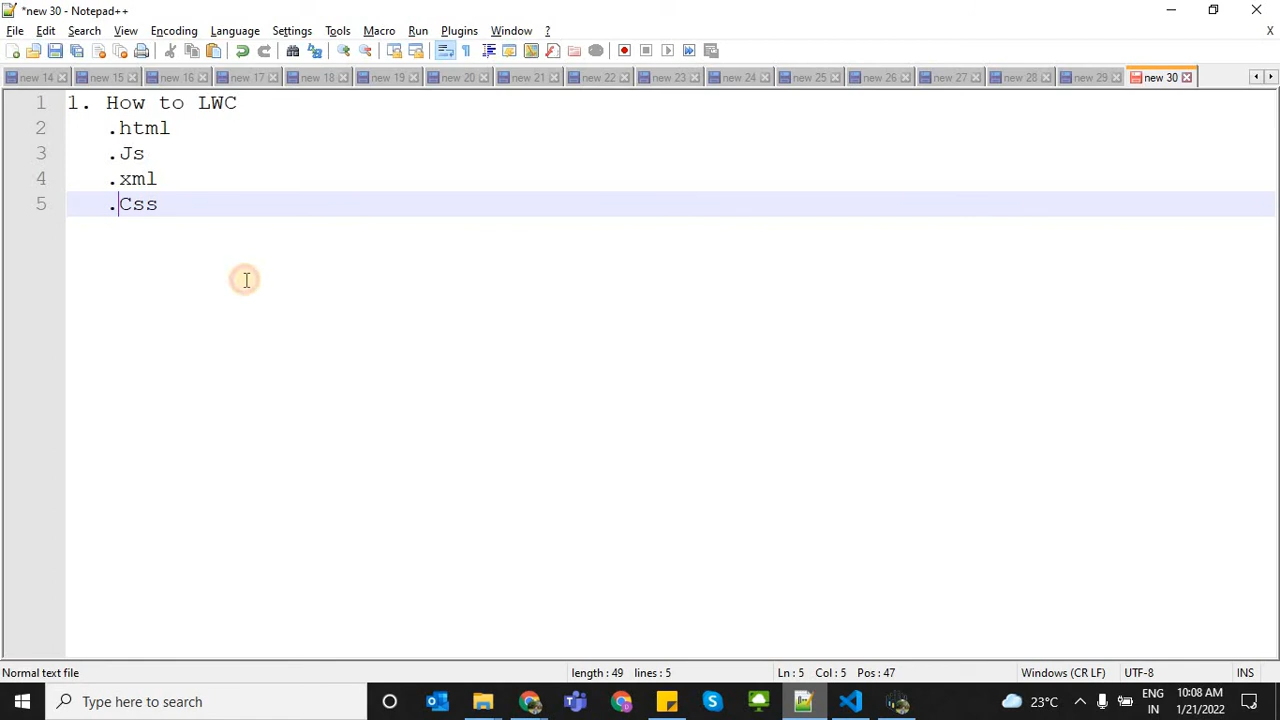 *new 30 - Notepad++
File Edit Search View Encoding Language Settings Tools Macro Run Plugins Window ? X
new 14 new 15 new 16 new 17 new 18 new 19 new 20 new 21 new 22 new 23 new 24 new 25 new 26 new 27 new 28 new 29 new 30
1 1. How to LWC
2 .html
3 .Js
4 .xml
5 .Css
Normal text file length : 49 lines : 5 Ln : 5 Col : 5 Pos : 47 Windows (CR LF) UTF-8 INS
Type here to search 23°C ENG IN 10:08 AM 1/21/2022